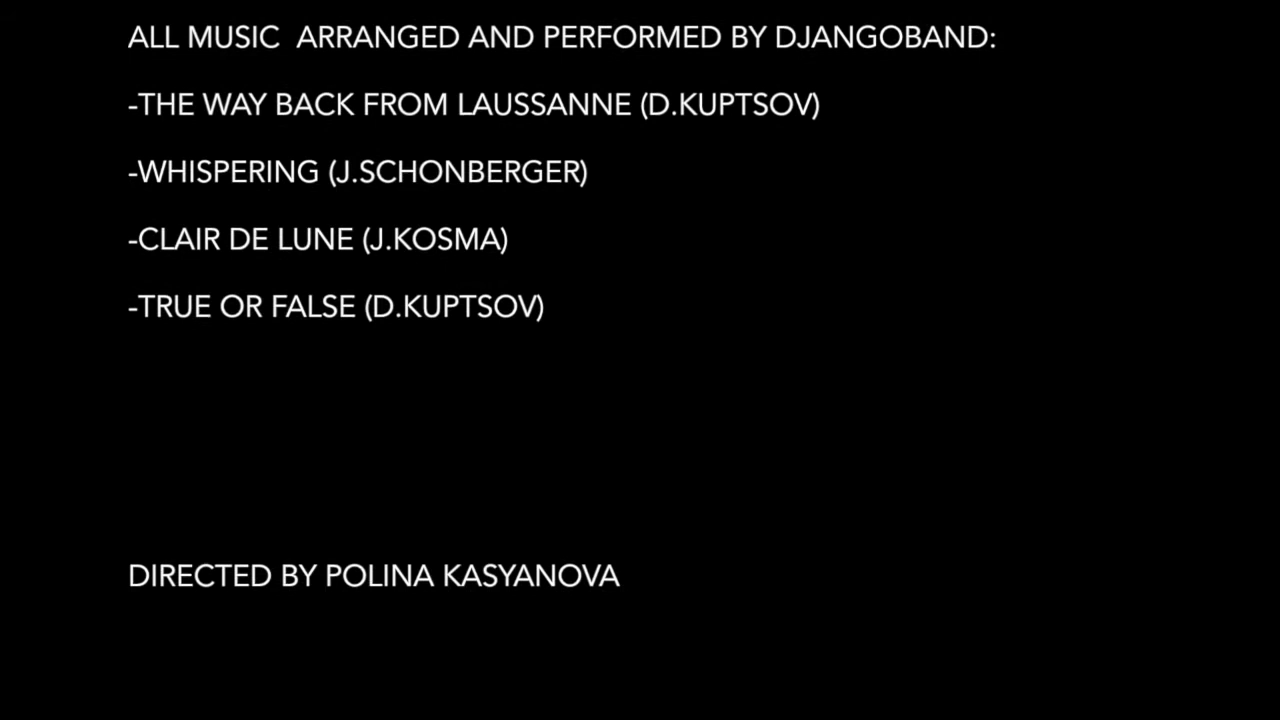 ALL MUSIC  ARRANGED AND PERFORMED BY DJANGOBAND:
-THE WAY BACK FROM LAUSSANNE (D.KUPTSOV)
-WHISPERING (J.SCHONBERGER)
-CLAIR DE LUNE (J.KOSMA)
-TRUE OR FALSE (D.KUPTSOV)
DIRECTED BY POLINA KASYANOVA